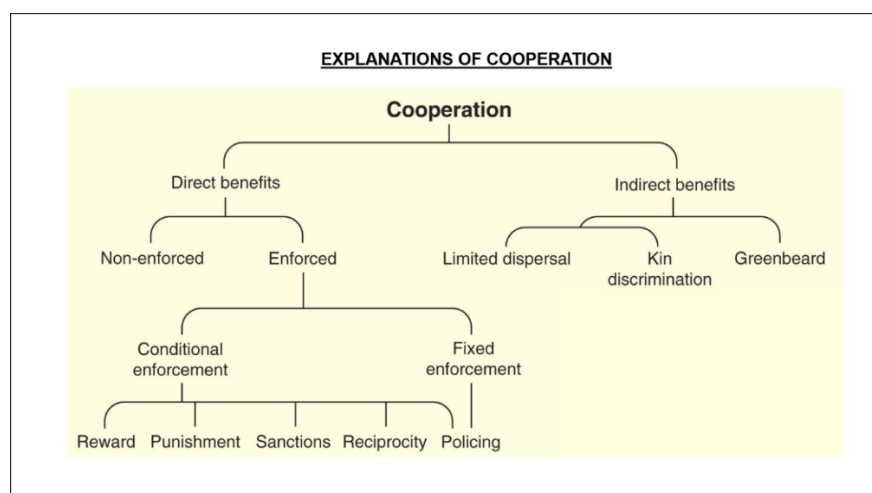 EXPLANATIONS OF COOPERATION
Cooperation
Direct benefits
Indirect benefits
Non-enforced
Enforced
Limited dispersal
Kin
discrimination
Greenbeard
Conditional
enforcement
Fixed
enforcement
Reward
Punishment
Sanctions
Reciprocity
Policing